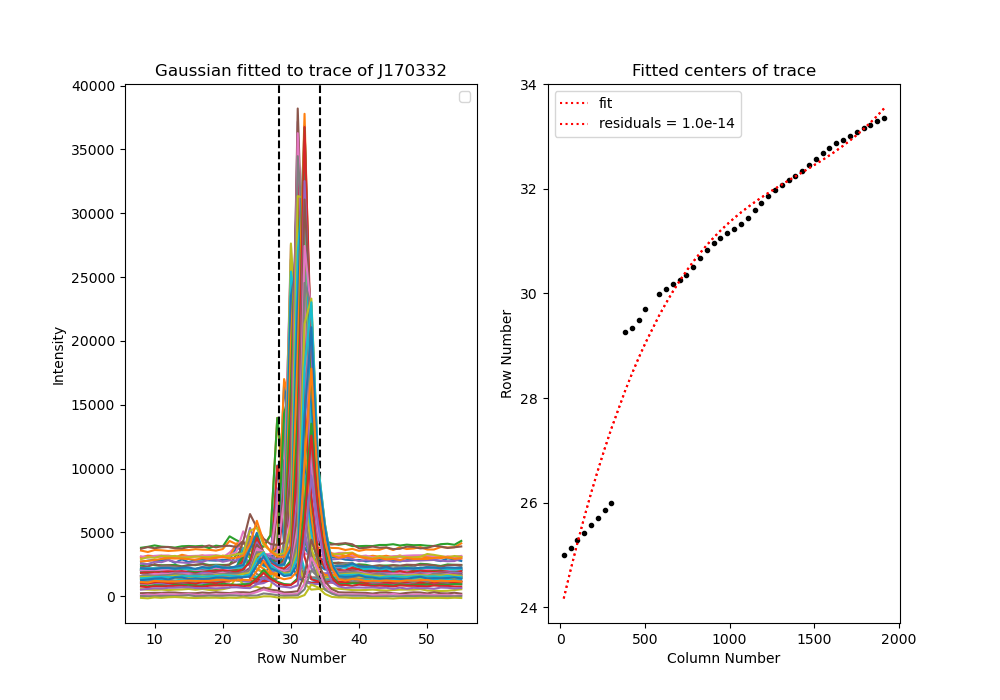 Gaussian fitted to trace of J170332
Intensity
40000
35000
30000
25000
20000
15000
10000
5000
0
10 20 30 40 50
Row Number
Fitted centers of trace
fit
residuals = 1.0e-14
Row Number
34
32
30
28
26
24
0 500 1000 1500 2000
Column Number